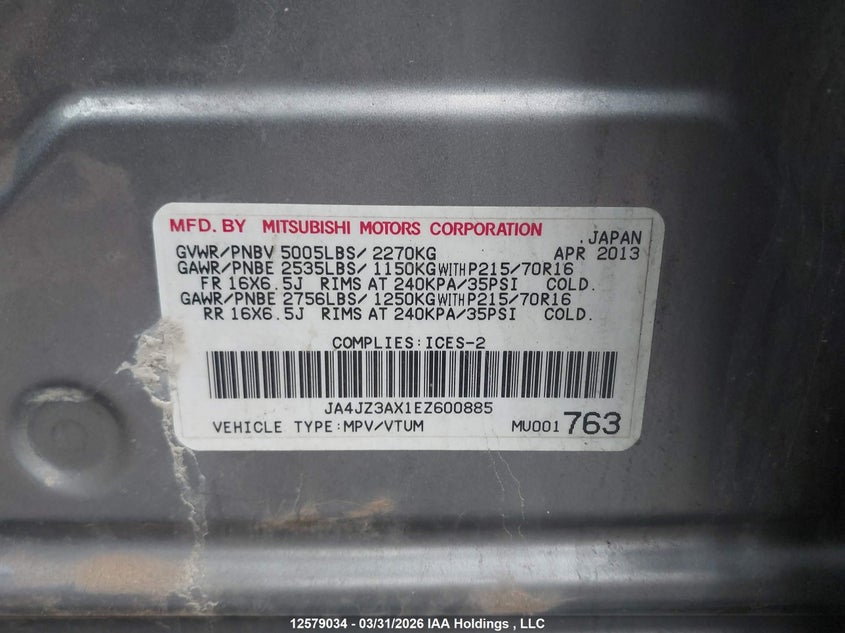 MFD. BY MITSUBISHI MOTORS CORPORATION
.JAPAN
GVWR/PNBV 5005LBS/ 2270KG APR 2013
GAWR/PNBE 2535LBS/ 1150KG WITH P215/70R16
FR 16X6.5J RIMS AT 240KPA/35PSI COLD.
GAWR/PNBE 2756LBS/ 1250KG WITH P215/70R16
RR 16X6.5J RIMS AT 240KPA/35PSI COLD.
COMPLIES:ICES-2
JA4JZ3AX1EZ600885
VEHICLE TYPE:MPV/VTUM MU001 763
12579034 - 03/31/2026 IAA Holdings , LLC